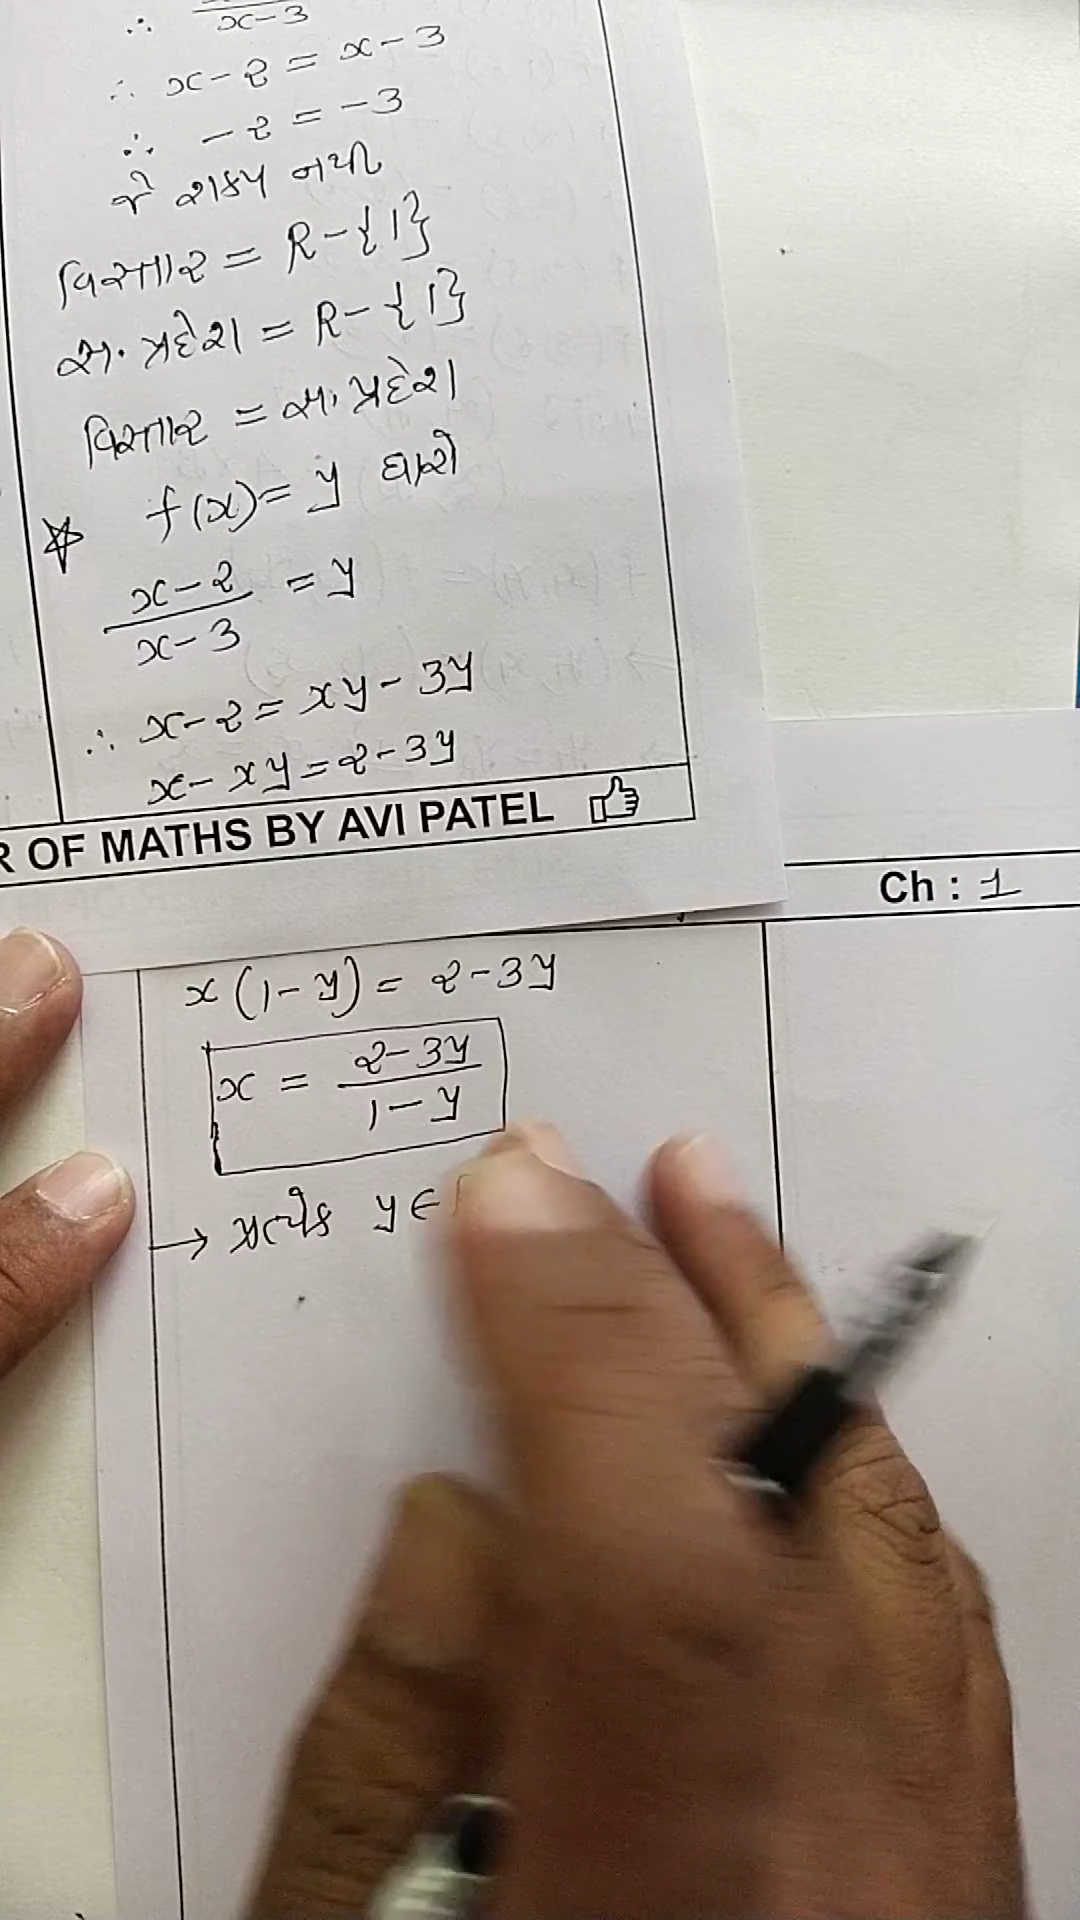 ∴ x-3
∴ x-2 = x-3
∴ -2 = -3
જે શક્ય નથી
વિસ્તાર = R-{1}
સ. પ્રદેશ = R-{1}
વિસ્તાર = સ. પ્રદેશ
f(x) = y ધારો
x-2 / x-3 = y
∴ x-2 = xy-3y
x-xy = 2-3y
R OF MATHS BY AVI PATEL
Ch : 1
x(1-y) = 2-3y
x = 2-3y / 1-y
→ પ્રત્યેક y ∈